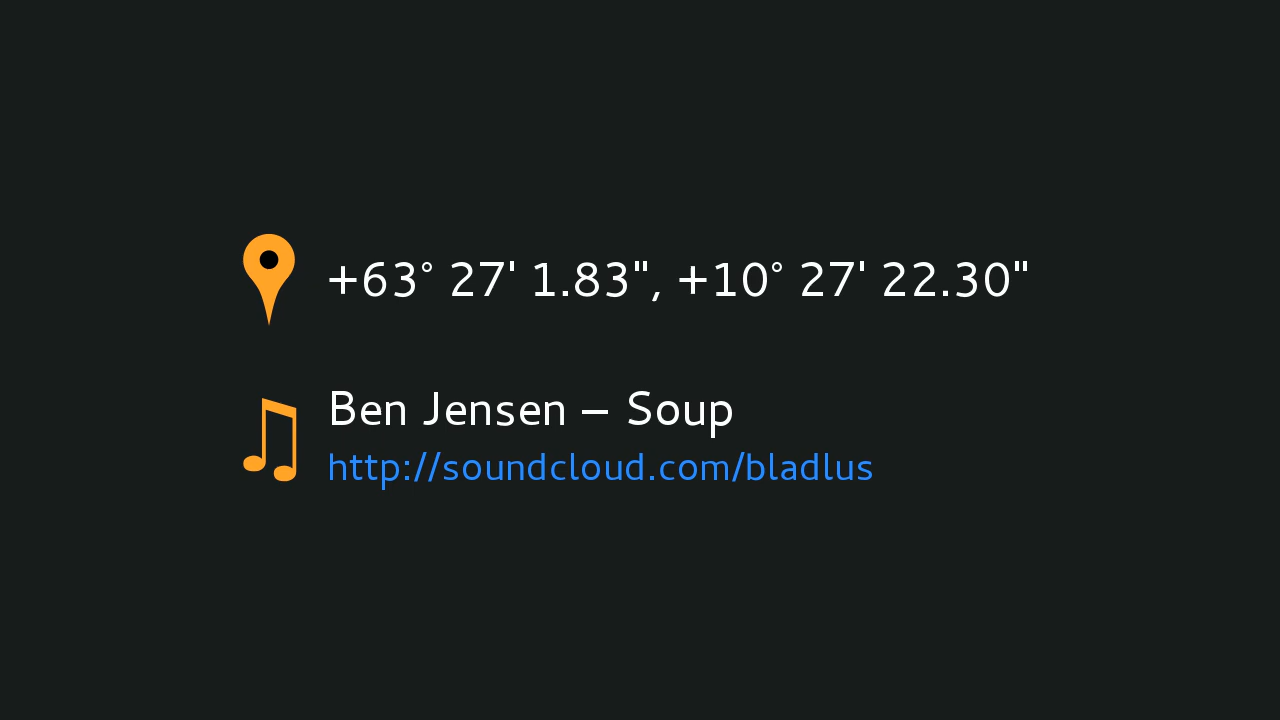 +63° 27' 1.83", +10° 27' 22.30"
Ben Jensen – Soup
http://soundcloud.com/bladlus